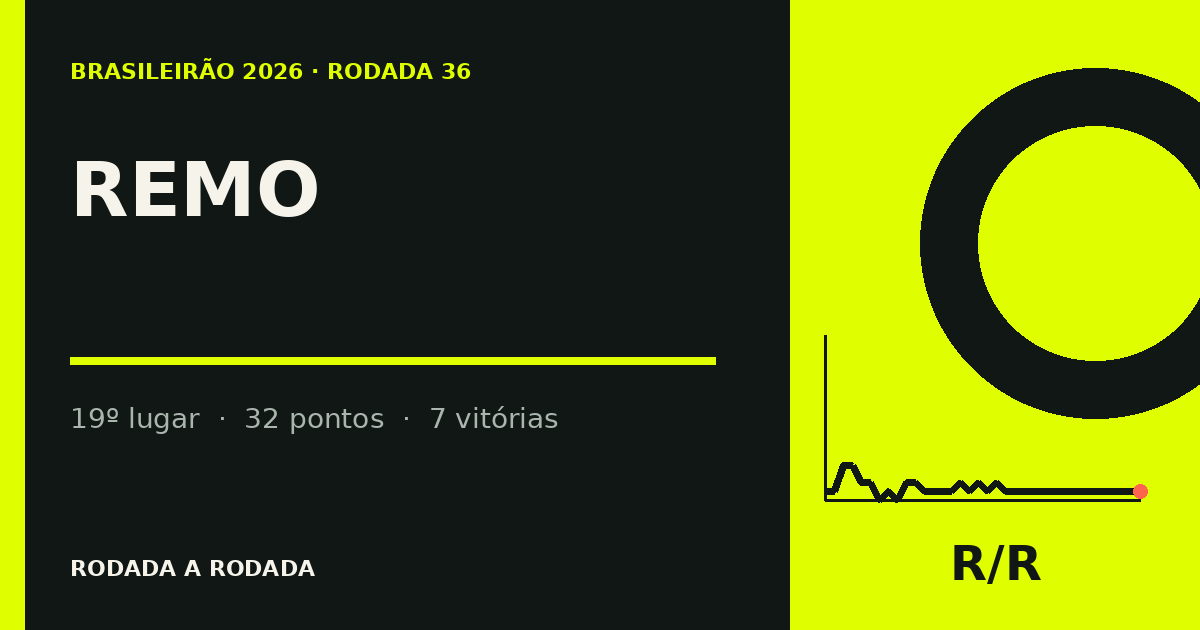 BRASILEIRÃO 2026 · RODADA 36
REMO
19º lugar · 32 pontos · 7 vitórias
RODADA A RODADA
R/R